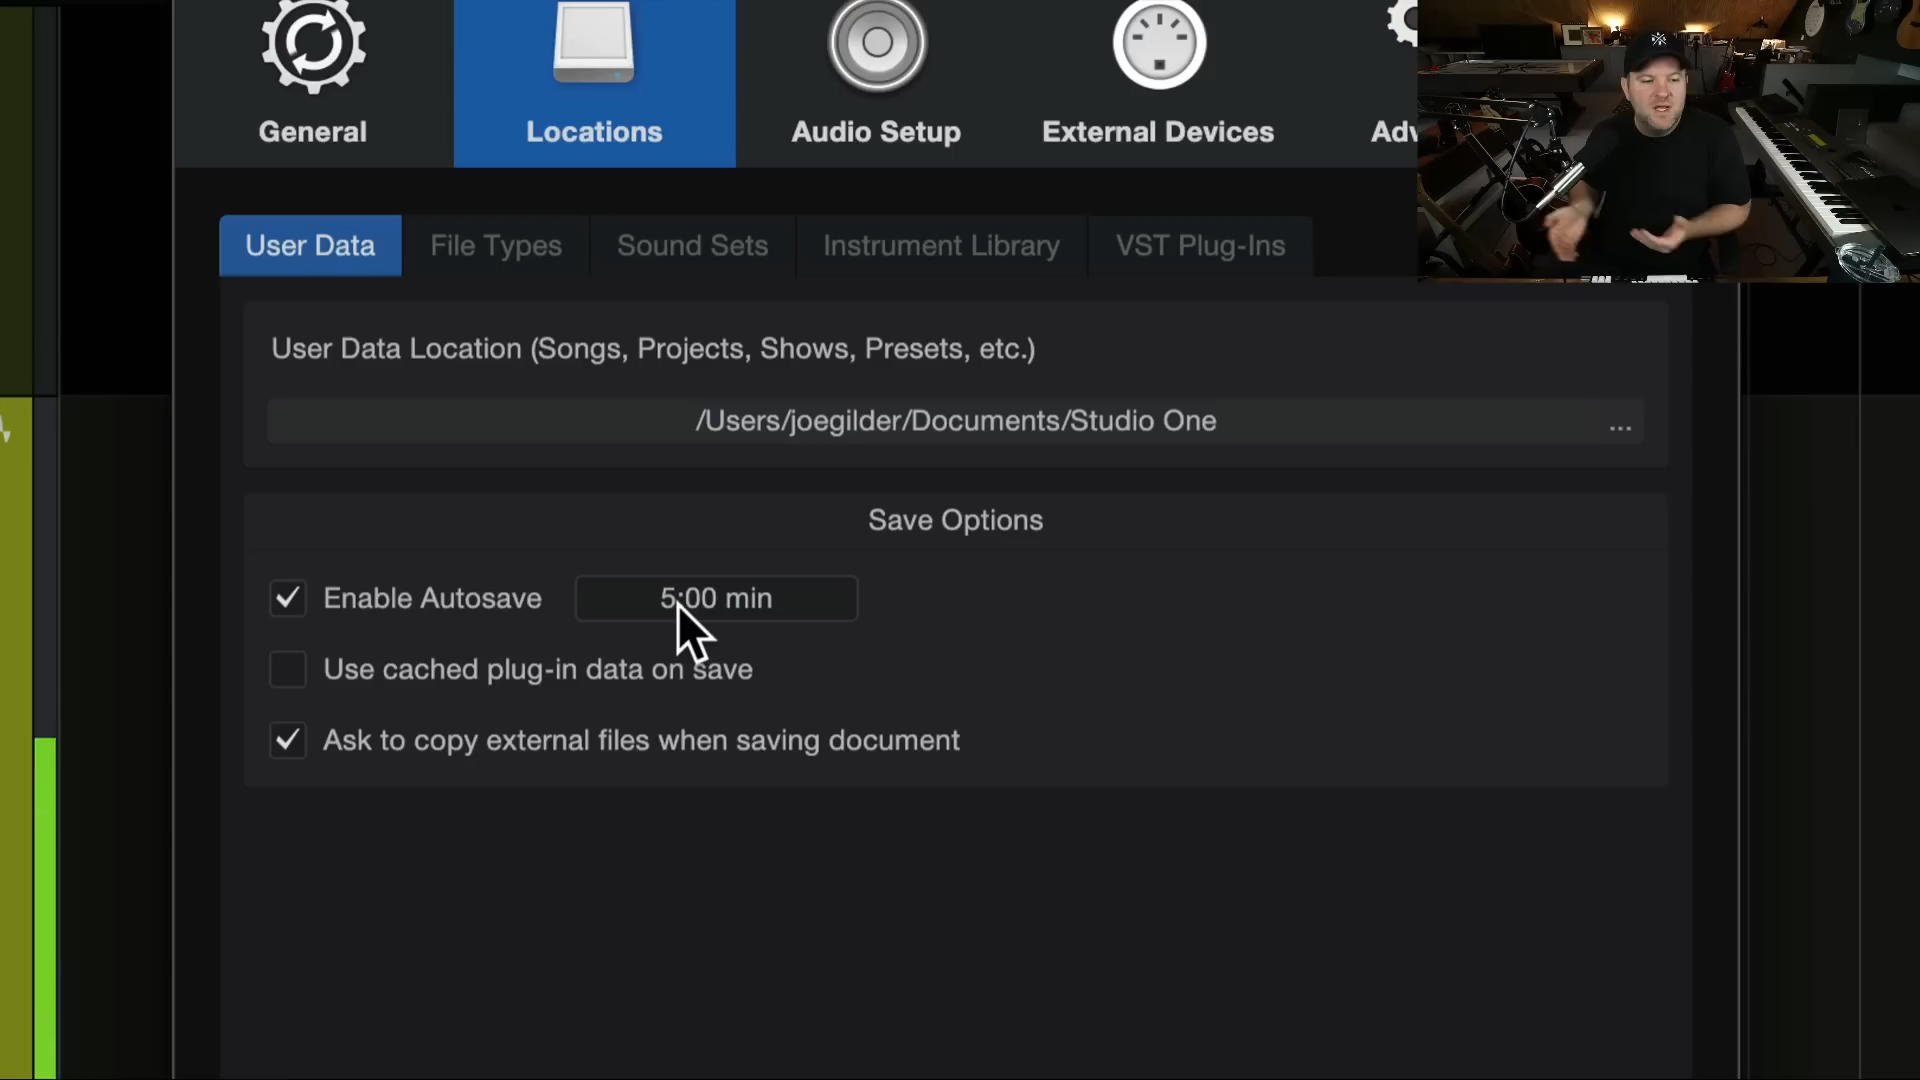 General
Locations
Audio Setup
External Devices
Adv
User Data
File Types
Sound Sets
Instrument Library
VST Plug-Ins
User Data Location (Songs, Projects, Shows, Presets, etc.)
/Users/joegilder/Documents/Studio One
...
Save Options
Enable Autosave
5:00 min
Use cached plug-in data on save
Ask to copy external files when saving document